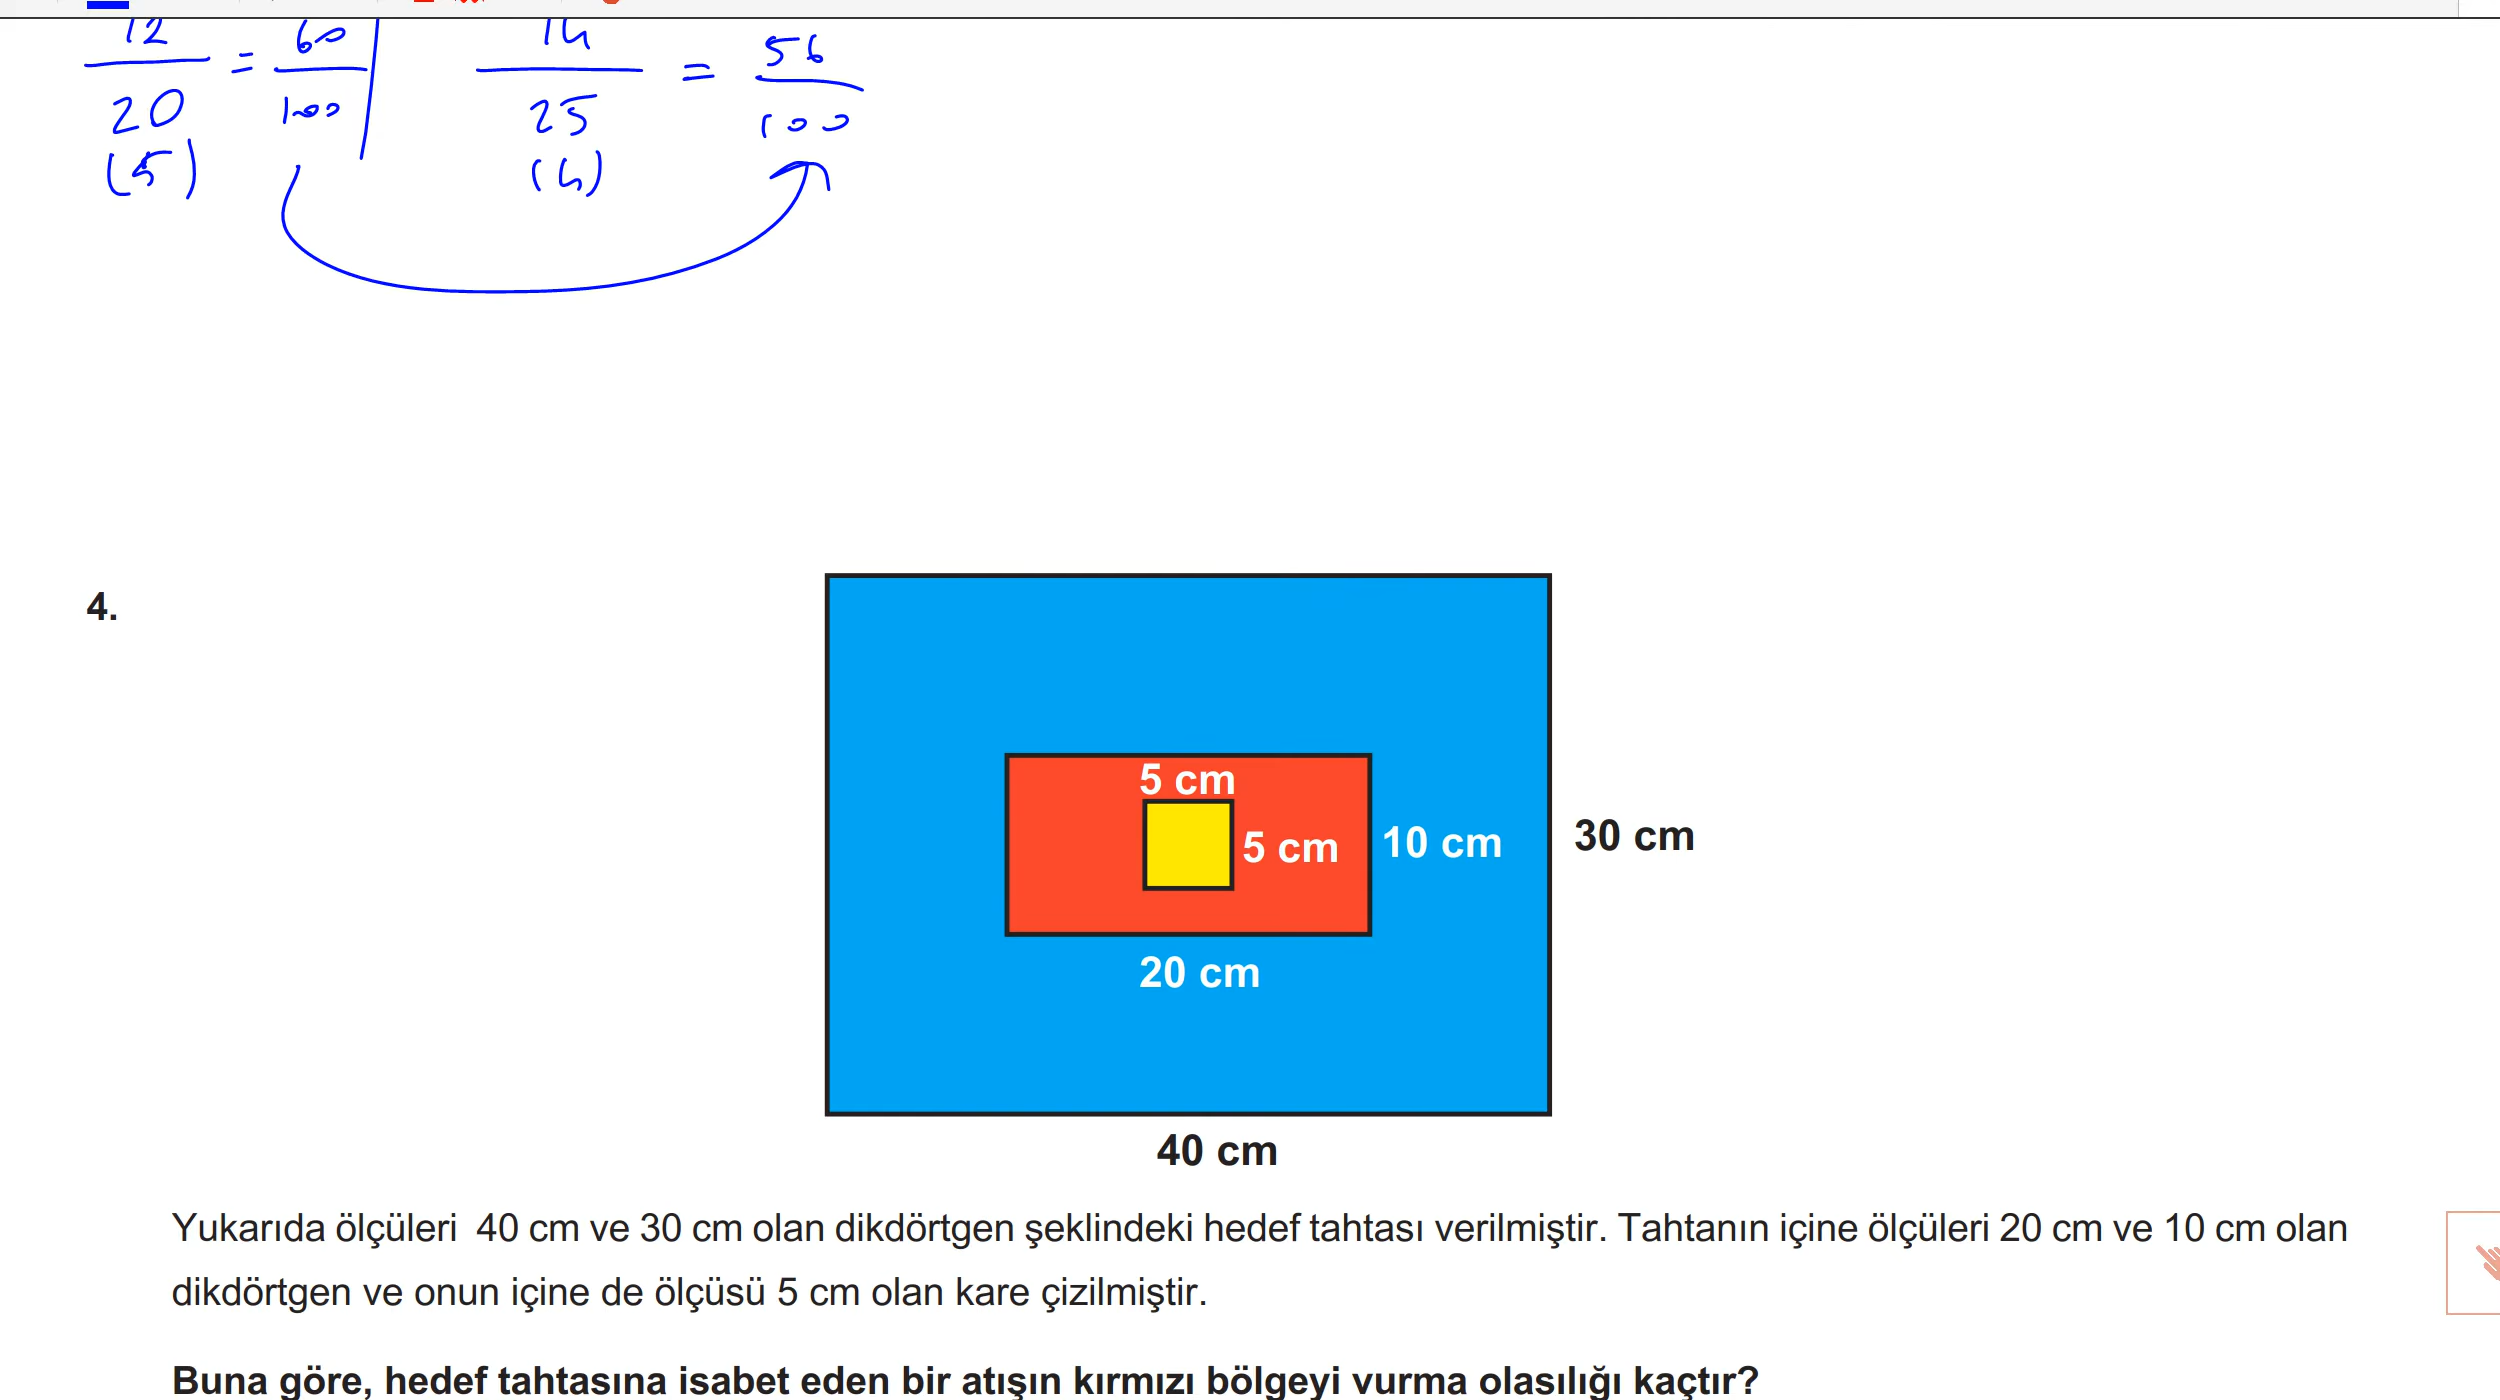 12 = 60 14 = 56
20 100 25 100
(5) (4)
4.
5 cm
5 cm
10 cm
30 cm
20 cm
40 cm
Yukarıda ölçüleri 40 cm ve 30 cm olan dikdörtgen şeklindeki hedef tahtası verilmiştir. Tahtanın içine ölçüleri 20 cm ve 10 cm olan
dikdörtgen ve onun içine de ölçüsü 5 cm olan kare çizilmiştir.
Buna göre, hedef tahtasına isabet eden bir atışın kırmızı bölgeyi vurma olasılığı kaçtır?